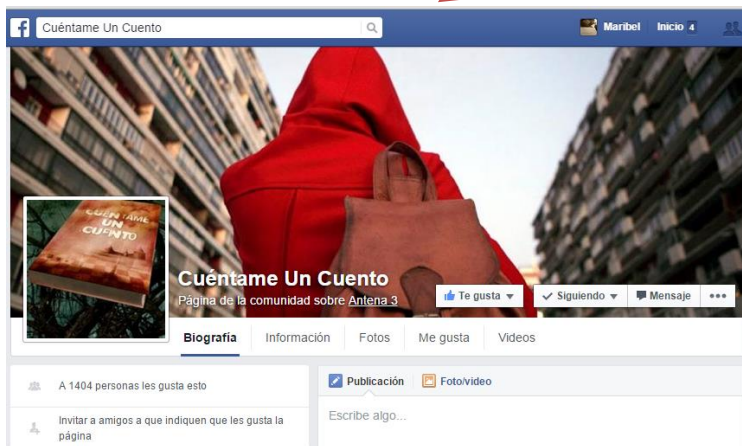 Cuéntame Un Cuento
Maribel Inicio 4
CUÉNTAME
UN
CUENTO
Cuéntame Un Cuento
Página de la comunidad sobre Antena 3
Te gusta Siguiendo Mensaje
Biografía Información Fotos Me gusta Videos
A 1404 personas les gusta esto
Invitar a amigos a que indiquen que les gusta la
página
Publicación Foto/video
Escribe algo...